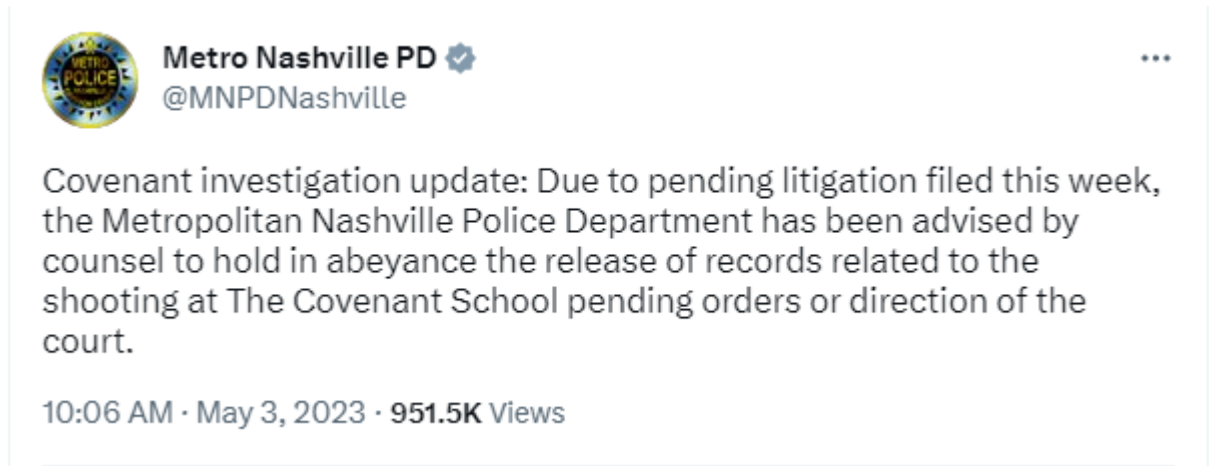 METRO
POLICE
Metro Nashville PD
@MNPDNashville
Covenant investigation update: Due to pending litigation filed this week,
the Metropolitan Nashville Police Department has been advised by
counsel to hold in abeyance the release of records related to the
shooting at The Covenant School pending orders or direction of the
court.
10:06 AM · May 3, 2023 · 951.5K Views